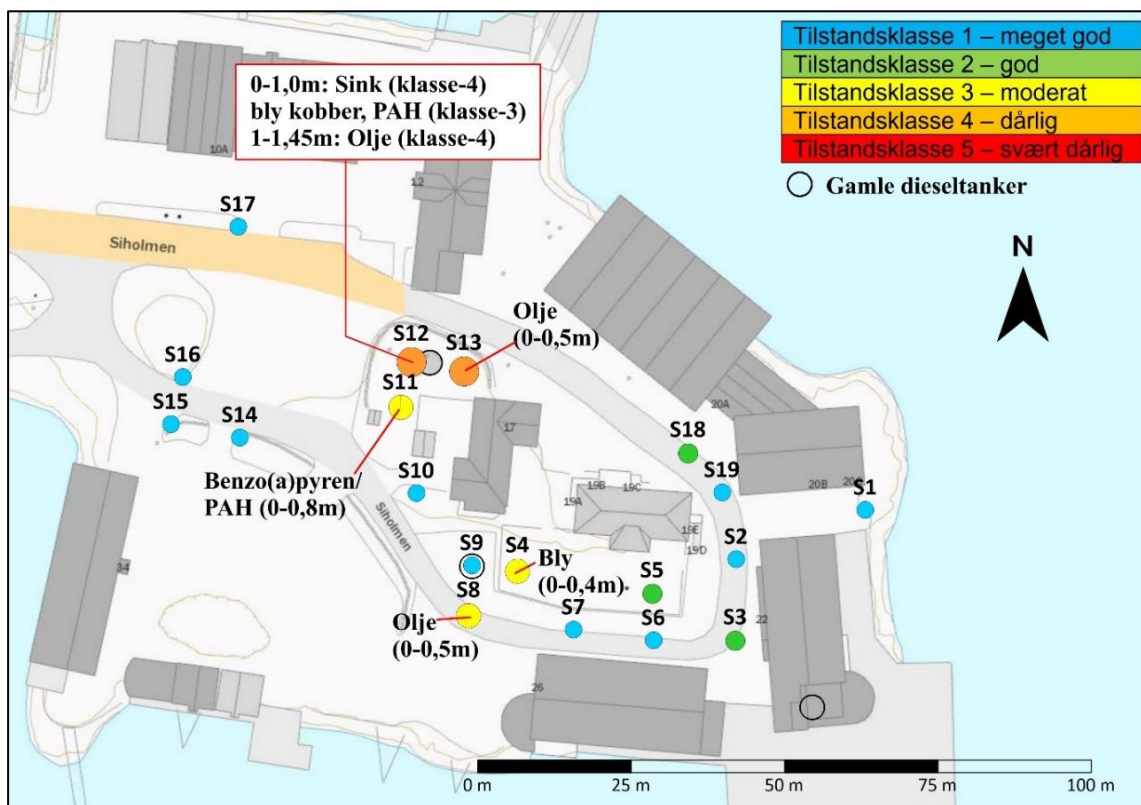 Tilstandsklasse 1 – meget god
Tilstandsklasse 2 – god
Tilstandsklasse 3 – moderat
Tilstandsklasse 4 – dårlig
Tilstandsklasse 5 – svært dårlig
Gamle dieseltanker
N
0-1,0m: Sink (klasse-4)
bly kobber, PAH (klasse-3)
1-1,45m: Olje (klasse-4)
10A
12
S17
Siholmen
Olje
(0-0,5m)
S12
S13
S11
S16
S15
S14
17
20A
S18
S10
Benzo(a)pyren/
PAH (0-0,8m)
S19
19B
19C
19A
20B
S1
Siholmen
19E
19D
S9
S4
Bly
(0-0,4m)
S2
34
S5
S8
Olje
(0-0,5m)
S7
S6
S3
22
26
0 m
25 m
50 m
75 m
100 m